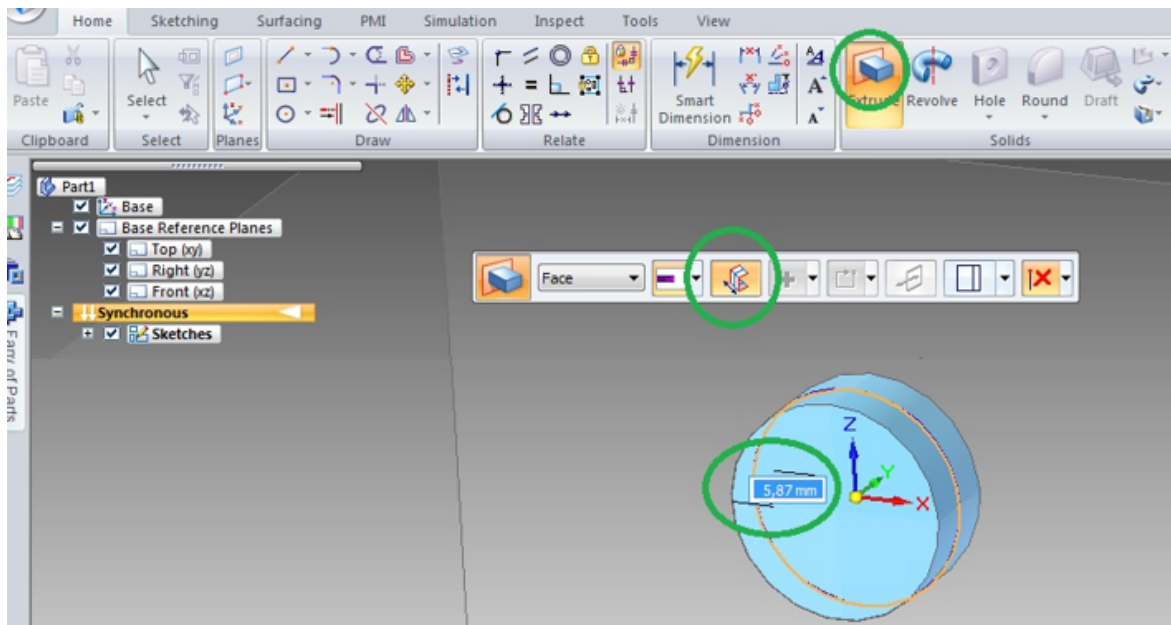 Home Sketching Surfacing PMI Simulation Inspect Tools View
Paste
Select
Smart
Dimension
Extrude Revolve Hole Round Draft
Clipboard Select Planes Draw Relate Dimension Solids
Part1
Base
Base Reference Planes
Top (xy)
Right (yz)
Front (xz)
Synchronous
Sketches
of Parts
Face
Z
Y
X
5,87 mm